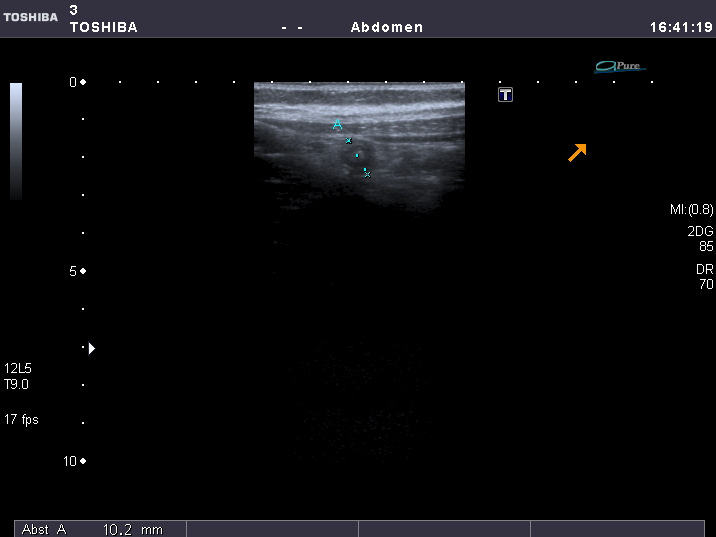 TOSHIBA
3
TOSHIBA
- - Abdomen
16:41:19
aPure
0
T
A
MI:(0.8)
2DG
85
DR
70
5
12L5
T9.0
17 fps
10
Abst A 10.2 mm